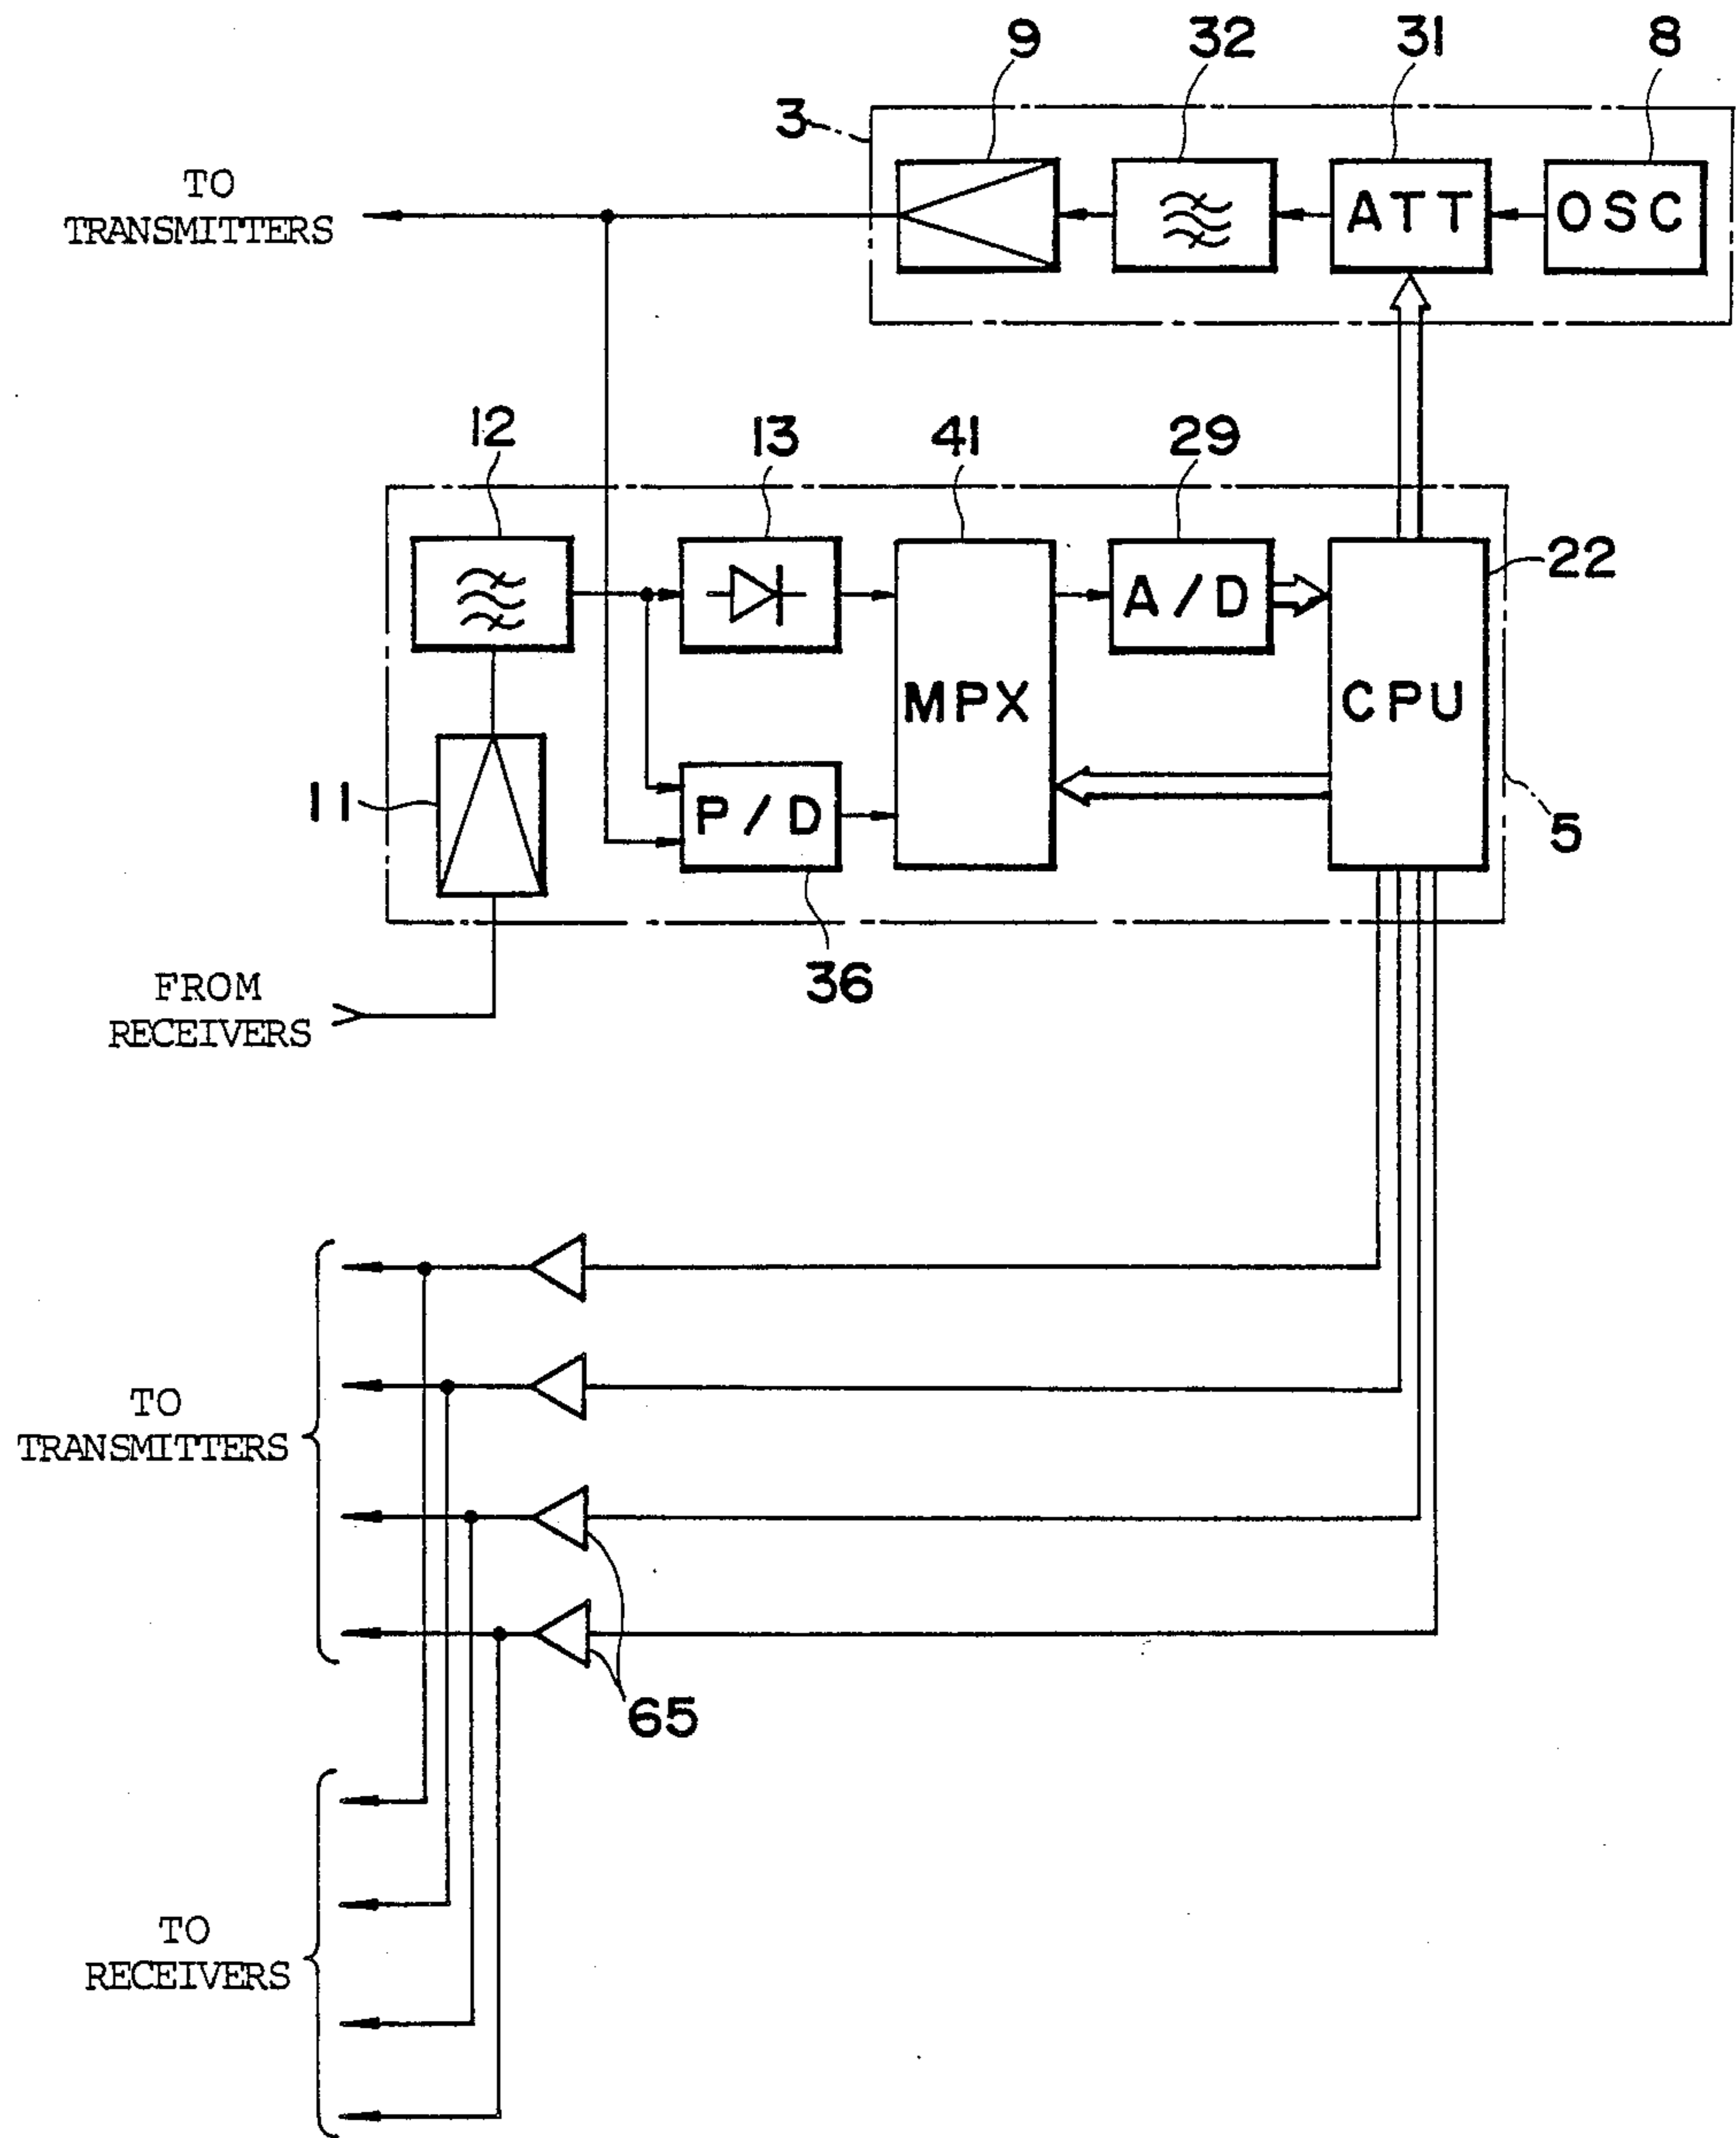 9 32 31 8
3
TO
TRANSMITTERS
ATT OSC
12 13 41 29
22
A/D
MPX CPU
11
P/D
5
36
FROM
RECEIVERS
TO
TRANSMITTERS
65
TO
RECEIVERS